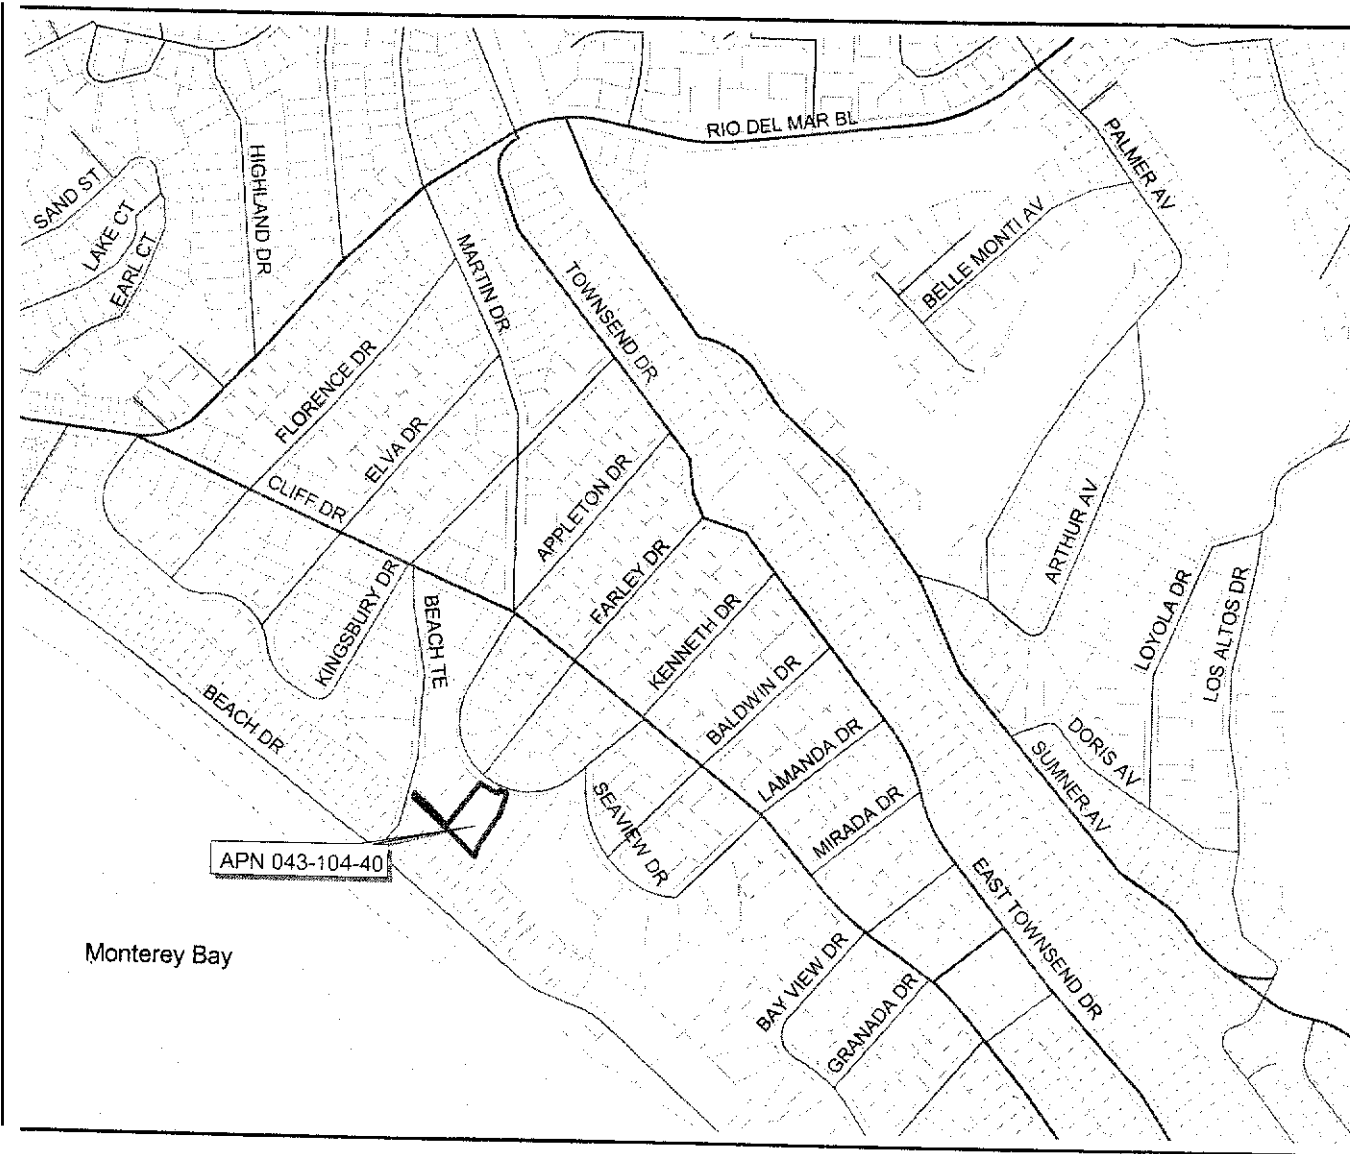 RIO DEL MAR BL
PALMER AV
HIGHLAND DR
SAND ST
LAKE CT
EARL CT
BELLE MONTI AV
MARTIN DR
TOWNSEND DR
FLORENCE DR
ELVA DR
CLIFF DR
APPLETON DR
ARTHUR AV
FARLEY DR
KINGSBURY DR
BEACH TE
KENNETH DR
LOYOLA DR
LOS ALTOS DR
BEACH DR
BALDWIN DR
LAMANDA DR
DORIS AV
SUMNER AV
SEAVIEW DR
MIRADA DR
APN 043-104-40
EAST TOWNSEND DR
Monterey Bay
BAY VIEW DR
GRANADA DR